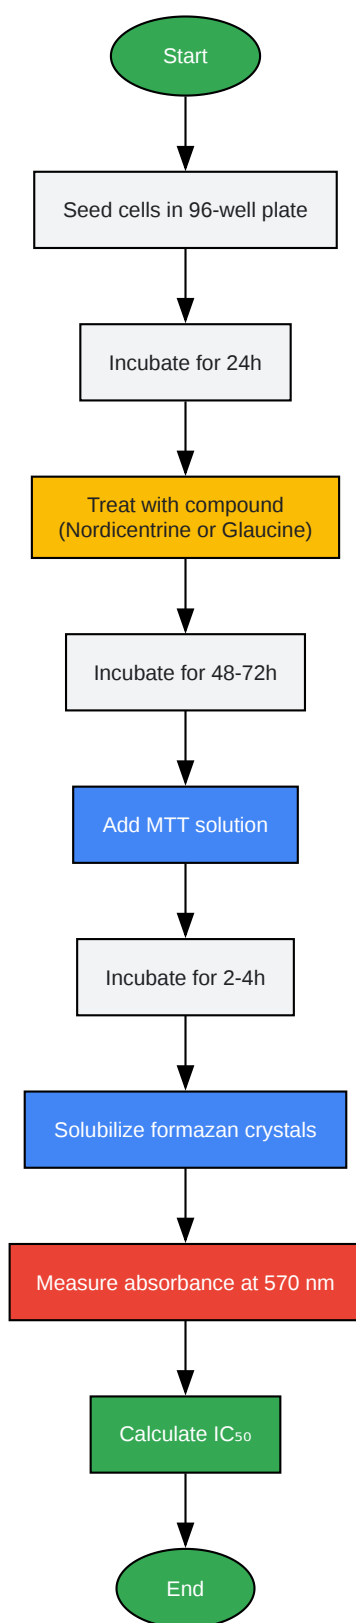 Start
Seed cells in 96-well plate
Incubate for 24h
Treat with compound
(Nordicentrine or Glaucine)
Incubate for 48-72h
Add MTT solution
Incubate for 2-4h
Solubilize formazan crystals
Measure absorbance at 570 nm
Calculate IC₅₀
End